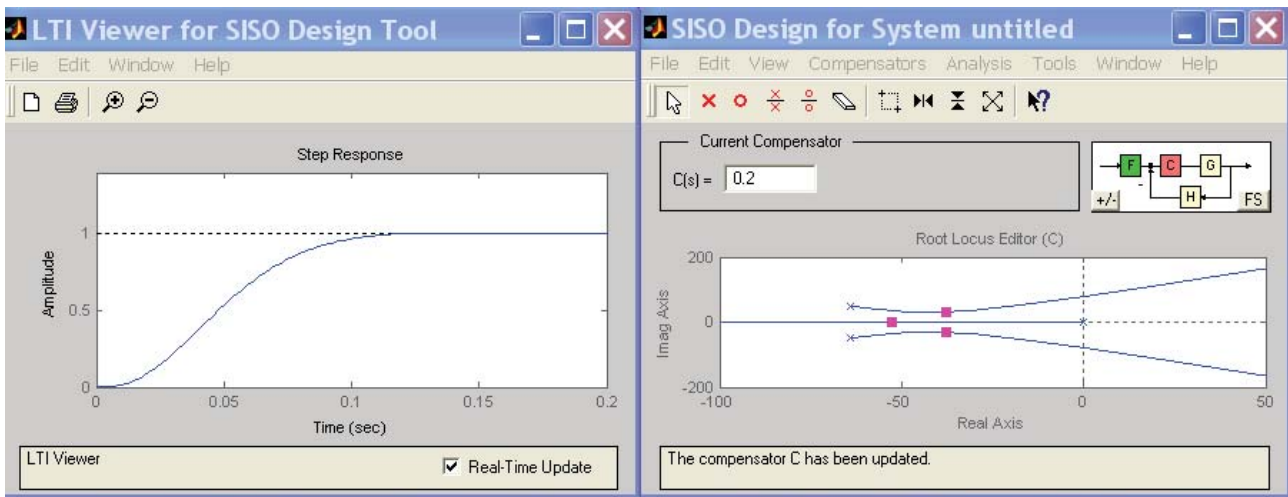 LTI Viewer for SISO Design Tool
File Edit Window Help
Step Response
Amplitude
1
0.5
0
0 0.05 0.1 0.15 0.2
Time (sec)
LTI Viewer
Real-Time Update
SISO Design for System untitled
File Edit View Compensators Analysis Tools Window Help
Current Compensator
C(s) = 0.2
F C G
-
H
+/- FS
Root Locus Editor (C)
Imag Axis
200
0
-200
-100 -50 0 50
Real Axis
The compensator C has been updated.